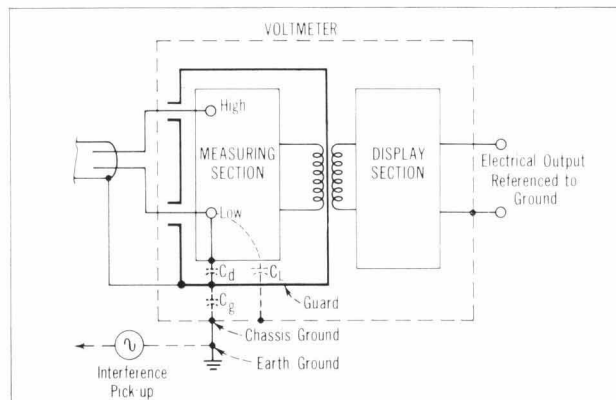 VOLTMETER
High
MEASURING
SECTION
DISPLAY
SECTION
Electrical Output
Referenced to
Ground
Low
Cd
CL
Guard
Cg
Chassis Ground
Earth Ground
Interference
Pick-up